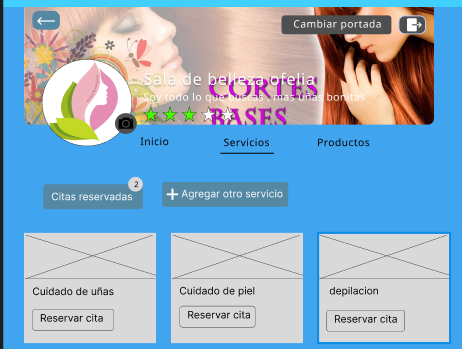 Cambiar portada
Sala de belleza ofelia
CORTES
Soy todo lo que buscas , mas uñas bonitas
BASES
Inicio
Servicios
Productos
2
Citas reservadas
Agregar otro servicio
Cuidado de uñas
Reservar cita
Cuidado de piel
Reservar cita
depilacion
Reservar cita